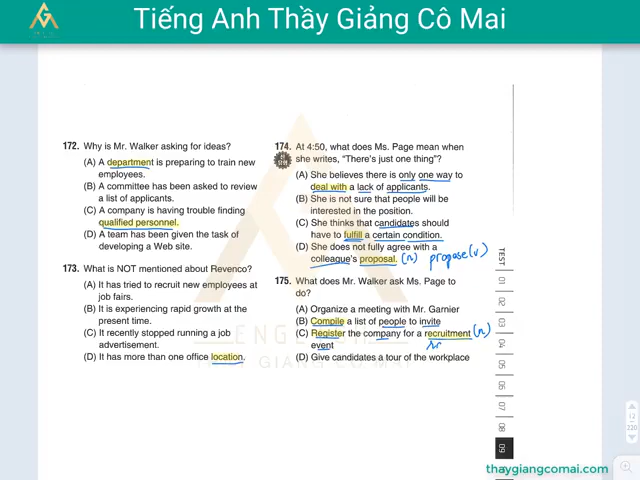 Tiếng Anh Thầy Giảng Cô Mai
172. Why is Mr. Walker asking for ideas?
(A) A department is preparing to train new
employees.
(B) A committee has been asked to review
a list of applicants.
(C) A company is having trouble finding
qualified personnel.
(D) A team has been given the task of
developing a Web site.
173. What is NOT mentioned about Revenco?
(A) It has tried to recruit new employees at
job fairs.
(B) It is experiencing rapid growth at the
present time.
(C) It recently stopped running a job
advertisement.
(D) It has more than one office location.
174. At 4:50, what does Ms. Page mean when
she writes, “There’s just one thing”?
(A) She believes there is only one way to
deal with a lack of applicants.
(B) She is not sure that people will be
interested in the position.
(C) She thinks that candidates should
have to fulfill a certain condition.
(D) She does not fully agree with a
colleague’s proposal. (n) propose(v)
175. What does Mr. Walker ask Ms. Page to
do?
(A) Organize a meeting with Mr. Garnier
(B) Compile a list of people to invite
(C) Register the company for a recruitment (n)
event
(D) Give candidates a tour of the workplace
TEST
01
02
03
04
05
06
07
08
09
12
220
thaygiangcomai.com